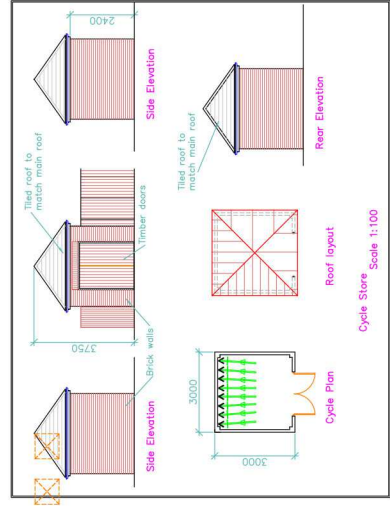 2400
Side Elevation
Tiled roof to
match main roof
Timber doors
3750
Brick walls
Side Elevation
Tiled roof to
match main roof
Rear Elevation
Roof layout
Cycle Store
Scale 1:100
3000
3000
Cycle Plan